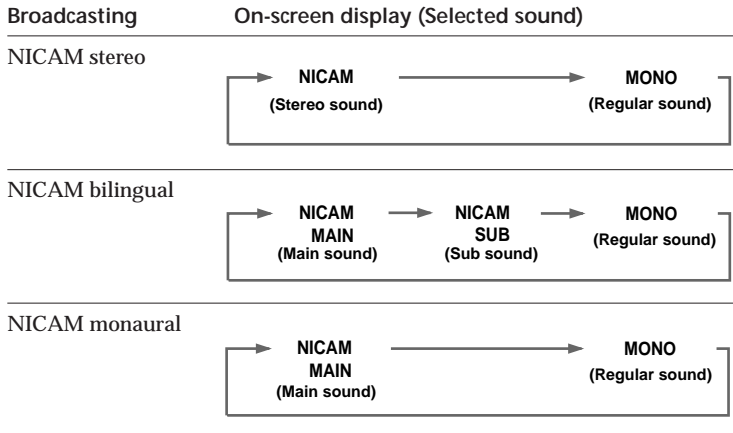 Broadcasting On-screen display (Selected sound)
NICAM stereo
NICAM MONO
(Stereo sound) (Regular sound)
NICAM bilingual
NICAM NICAM MONO
MAIN SUB
(Main sound) (Sub sound) (Regular sound)
NICAM monaural
NICAM MONO
MAIN
(Main sound) (Regular sound)